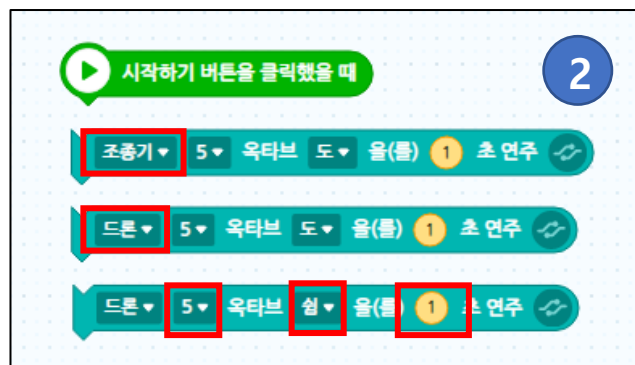 시작하기 버튼을 클릭했을 때
2
조종기 5 옥타브 도 을(를) 1 초 연주
드론 5 옥타브 도 을(를) 1 초 연주
드론 5 옥타브 쉼 을(를) 1 초 연주